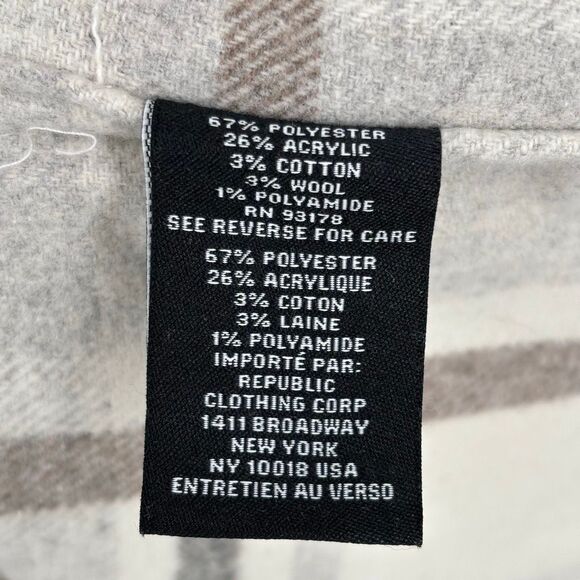 67% POLYESTER
26% ACRYLIC
3% COTTON
3% WOOL
1% POLYAMIDE
RN 93178
SEE REVERSE FOR CARE
67% POLYESTER
26% ACRYLIQUE
3% COTON
3% LAINE
1% POLYAMIDE
IMPORTÉ PAR:
REPUBLIC
CLOTHING CORP
1411 BROADWAY
NEW YORK
NY 10018 USA
ENTRETIEN AU VERSO